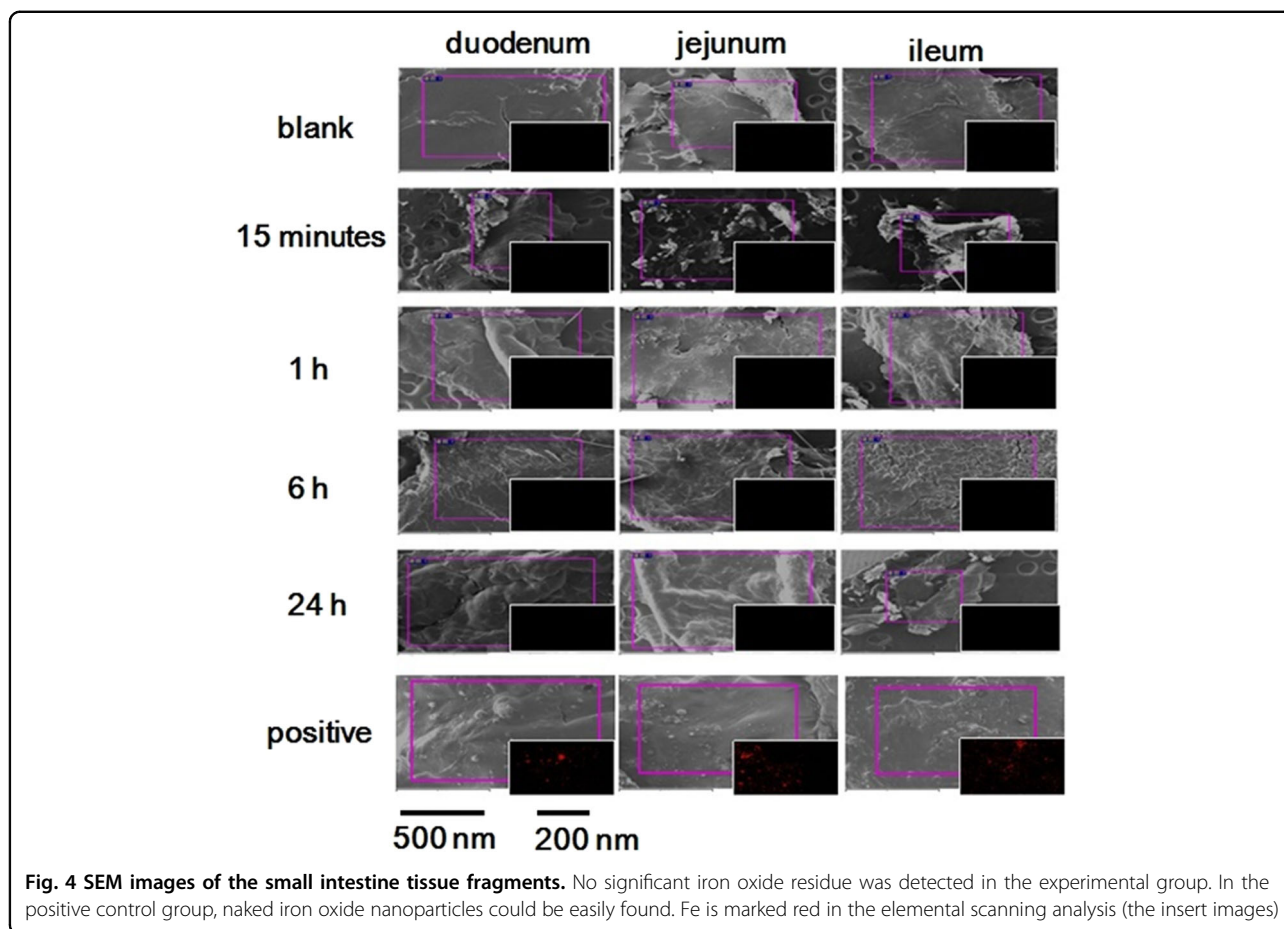 duodenum jejunum ileum
blank
15 minutes
1 h
6 h
24 h
positive
500 nm 200 nm
Fig. 4 SEM images of the small intestine tissue fragments. No significant iron oxide residue was detected in the experimental group. In the
positive control group, naked iron oxide nanoparticles could be easily found. Fe is marked red in the elemental scanning analysis (the insert images)